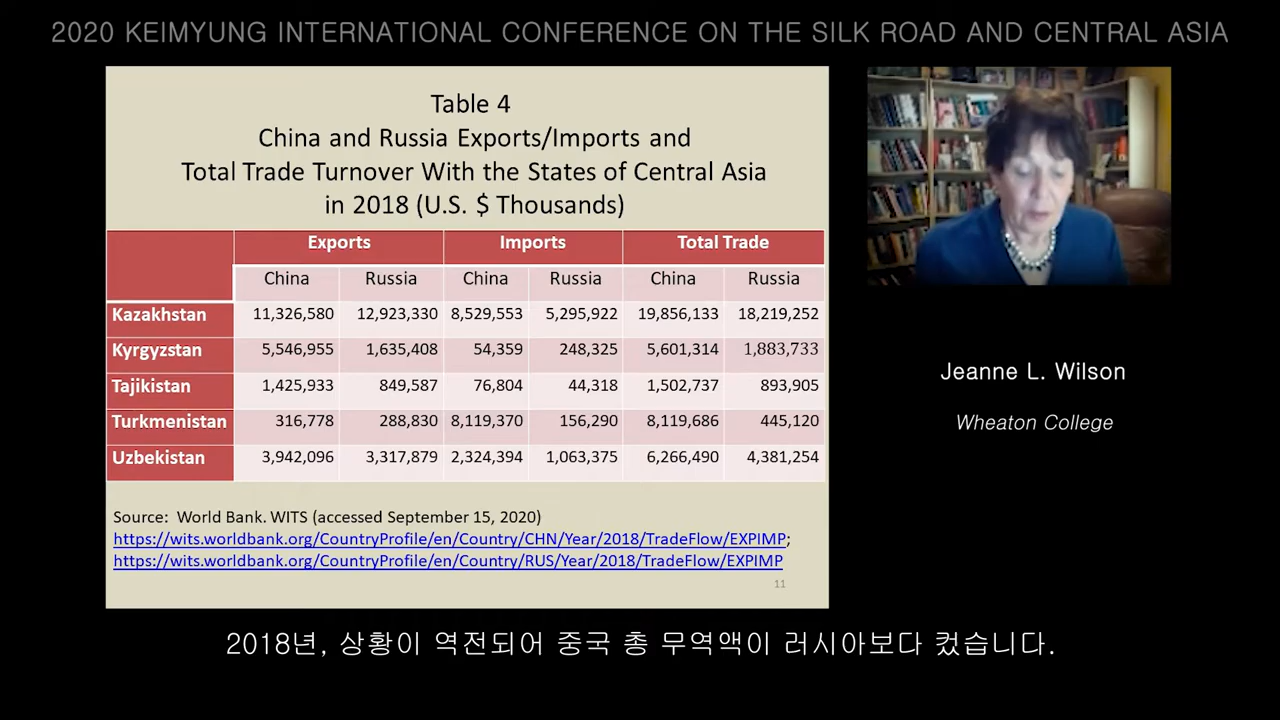 2020 KEIMYUNG INTERNATIONAL CONFERENCE ON THE SILK ROAD AND CENTRAL ASIA
Table 4
China and Russia Exports/Imports and
Total Trade Turnover With the States of Central Asia
in 2018 (U.S. $ Thousands)
Exports Imports Total Trade
China Russia China Russia China Russia
Kazakhstan 11,326,580 12,923,330 8,529,553 5,295,922 19,856,133 18,219,252
Kyrgyzstan 5,546,955 1,635,408 54,359 248,325 5,601,314 1,883,733
Tajikistan 1,425,933 849,587 76,804 44,318 1,502,737 893,905
Turkmenistan 316,778 288,830 8,119,370 156,290 8,119,686 445,120
Uzbekistan 3,942,096 3,317,879 2,324,394 1,063,375 6,266,490 4,381,254
Source: World Bank. WITS (accessed September 15, 2020)
https://wits.worldbank.org/CountryProfile/en/Country/CHN/Year/2018/TradeFlow/EXPIMP;
https://wits.worldbank.org/CountryProfile/en/Country/RUS/Year/2018/TradeFlow/EXPIMP
11
Jeanne L. Wilson
Wheaton College
2018년, 상황이 역전되어 중국 총 무역액이 러시아보다 컸습니다.